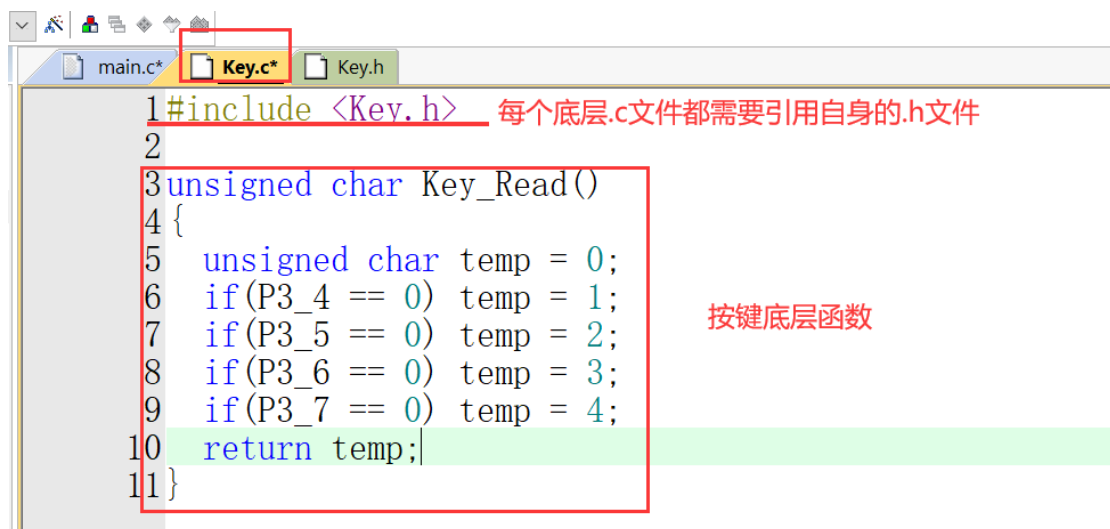 main.c* Key.c* Key.h
1 #include <Key.h> 每个底层.c文件都需要引用自身的.h文件
2
3 unsigned char Key_Read()
4 {
5 unsigned char temp = 0;
6 if(P3_4 == 0) temp = 1;
7 if(P3_5 == 0) temp = 2;
按键底层函数
8 if(P3_6 == 0) temp = 3;
9 if(P3_7 == 0) temp = 4;
10 return temp;
11 }